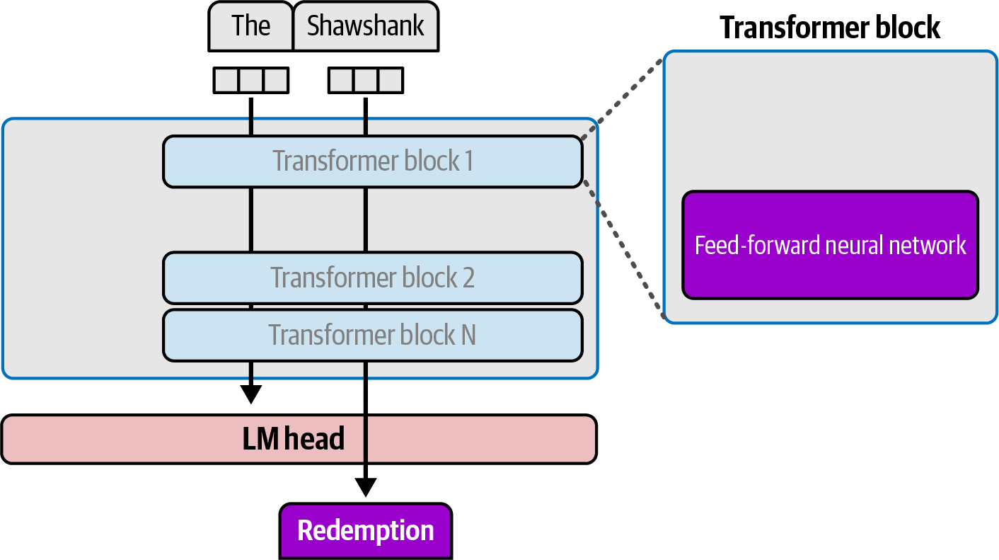 The
Shawshank
Transformer block
Transformer block 1
Feed-forward neural network
Transformer block 2
Transformer block N
LM head
Redemption